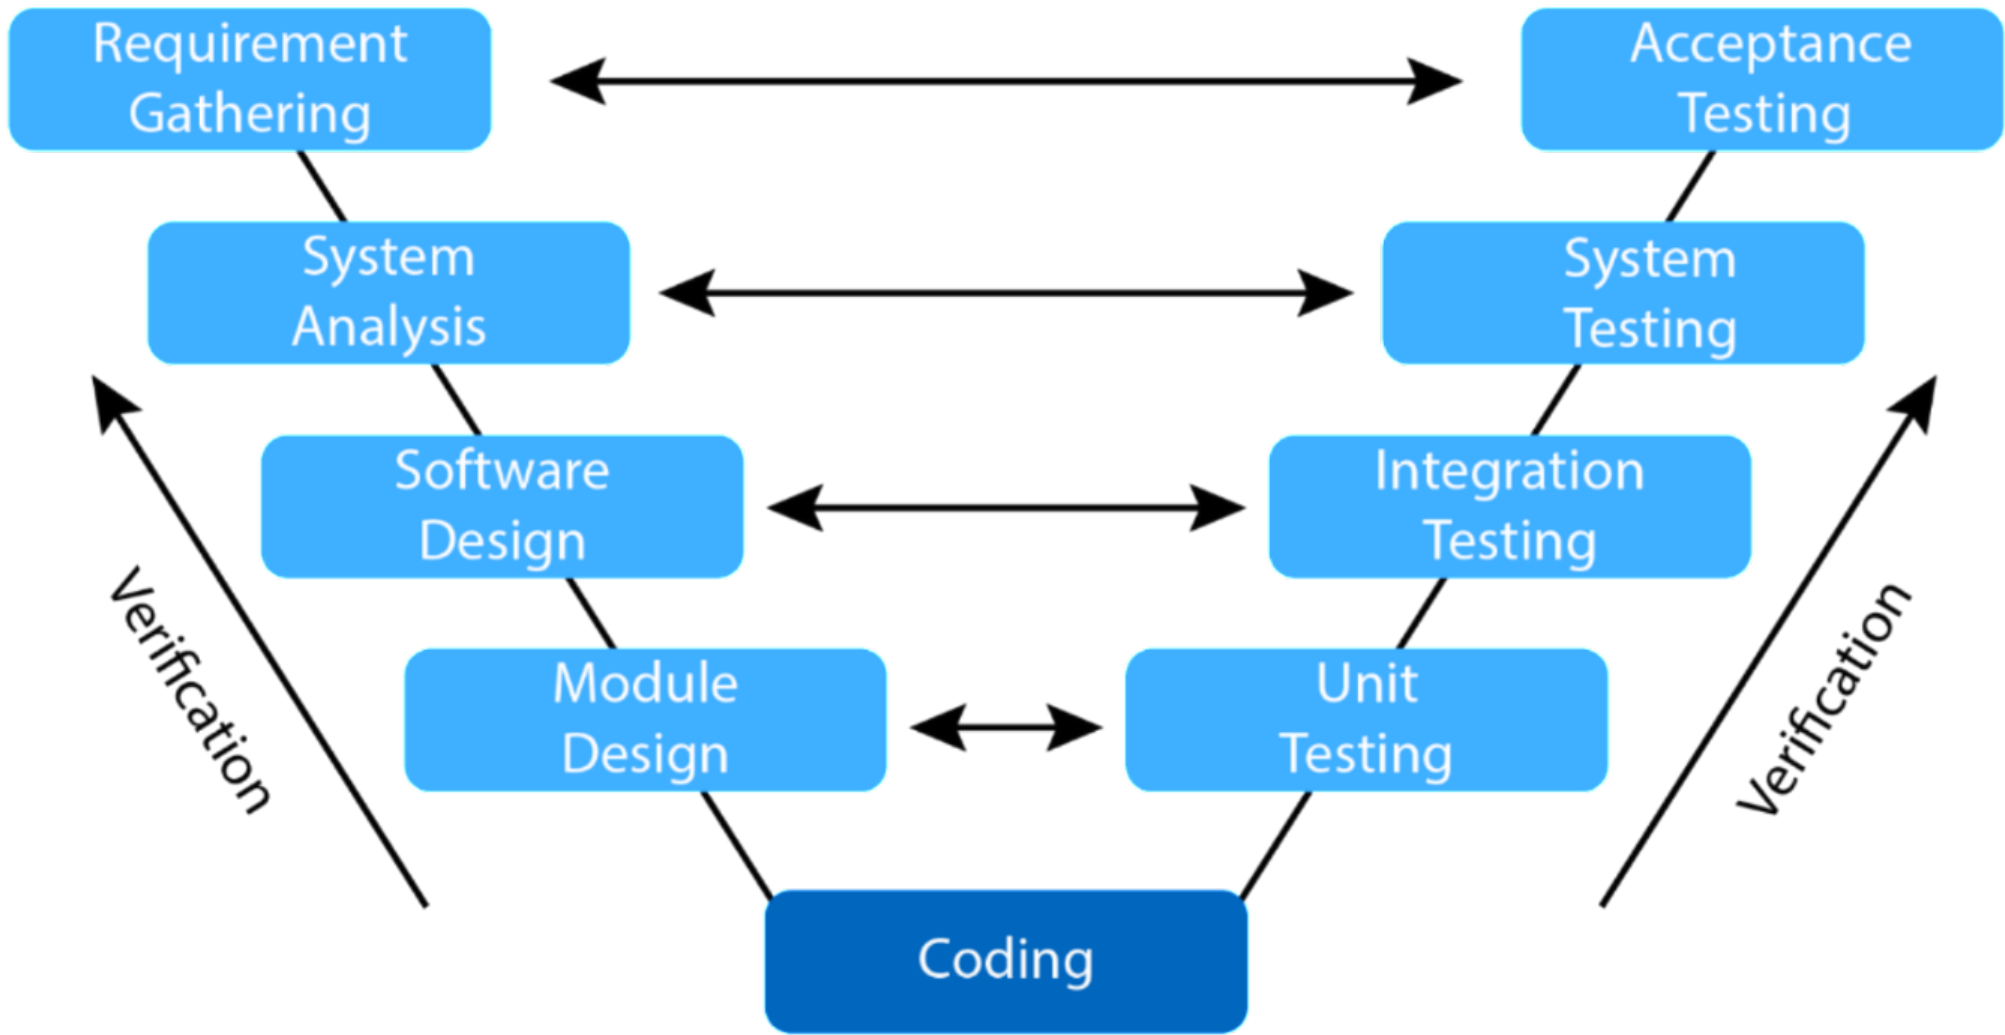 Requirement
Gathering
Acceptance
Testing
System
Analysis
System
Testing
Software
Design
Integration
Testing
Verification
Verification
Module
Design
Unit
Testing
Coding